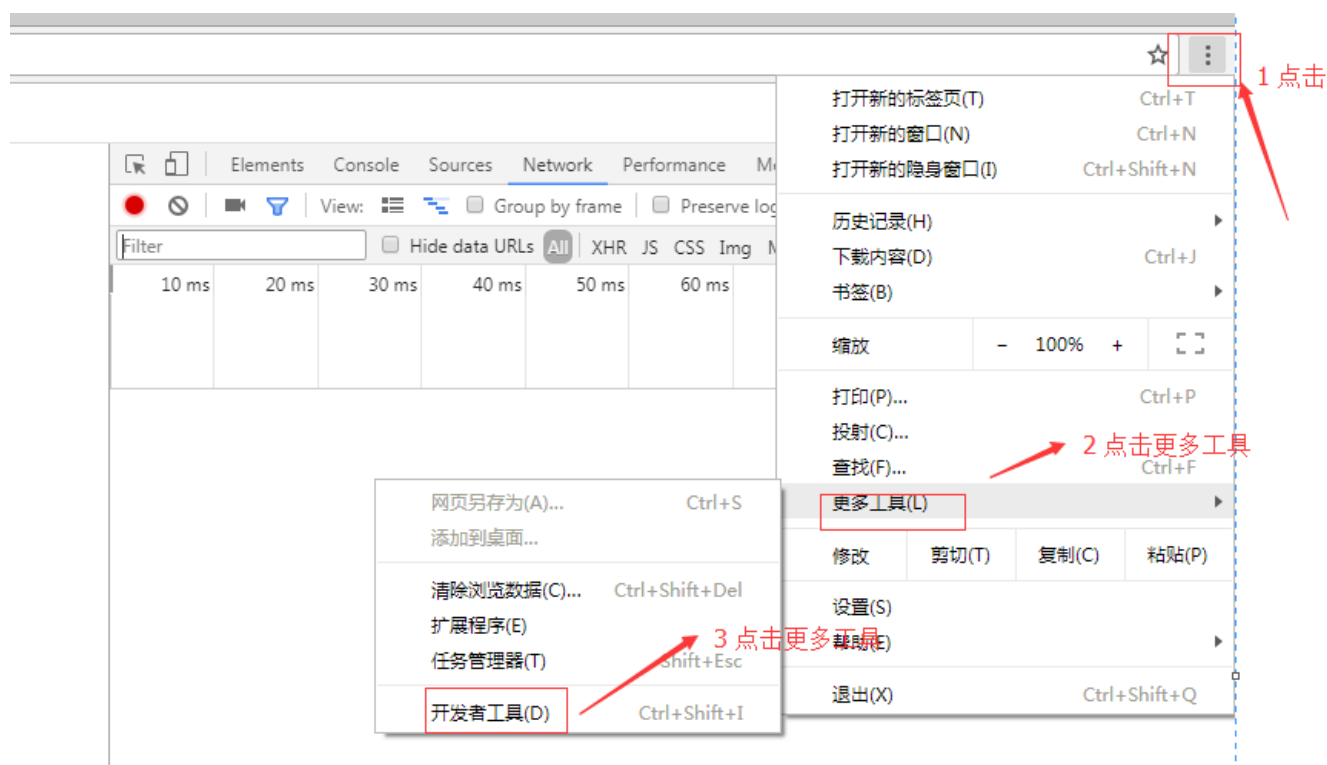 1 点击
打开新的标签页(T) Ctrl+T
打开新的窗口(N) Ctrl+N
打开新的隐身窗口(I) Ctrl+Shift+N
Elements Console Sources Network Performance
View: Group by frame Preserve log
历史记录(H)
Filter Hide data URLs All XHR JS CSS Img
下载内容(D) Ctrl+J
10 ms 20 ms 30 ms 40 ms 50 ms 60 ms
书签(B)
缩放 - 100% +
打印(P)... Ctrl+P
投射(C)...
2 点击更多工具
查找(F)... Ctrl+F
更多工具(L)
网页另存为(A)... Ctrl+S
添加到桌面...
修改 剪切(T) 复制(C) 粘贴(P)
清除浏览数据(C)... Ctrl+Shift+Del
设置(S)
扩展程序(E)
3 点击更多工具
帮助(E)
任务管理器(T) Shift+Esc
退出(X) Ctrl+Shift+Q
开发者工具(D) Ctrl+Shift+I